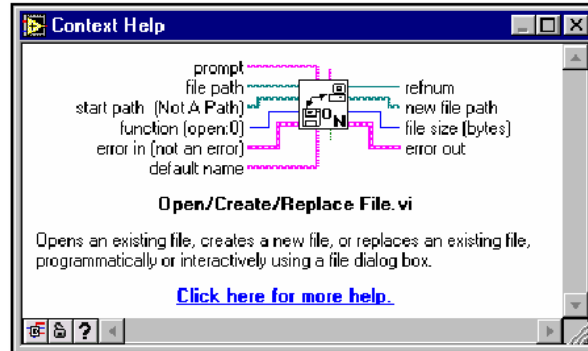 Context Help
prompt
file path
start path (Not A Path)
function (open:0)
error in (not an error)
default name
refnum
new file path
file size (bytes)
error out
ON
Open/Create/Replace File.vi
Opens an existing file, creates a new file, or replaces an existing file,
programmatically or interactively using a file dialog box.
Click here for more help.
?